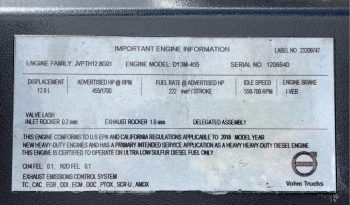 IMPORTANT ENGINE INFORMATION
LABEL NO. 23209747
ENGINE FAMILY JVPTH12.8G01 ENGINE MODEL: D13M-455 SERIAL NO. 1206840
DISPLACEMENT ADVERTISED HP @ RPM FUEL RATE @ ADVERTISED HP IDLE SPEED ENGINE BRAKE
12.8 L 455/1700 222 mm³/STROKE 550-700 RPM I-VEB
VALVE LASH
INLET ROCKER 0.2 mm EXHAUST ROCKER 1.0 mm DELEGATED ASSEMBLY:
THIS ENGINE CONFORMS TO U.S EPA AND CALIFORNIA REGULATIONS APPLICABLE TO 2018 MODEL YEAR
NEW HEAVY-DUTY ENGINES AND HAS A PRIMARY INTENDED SERVICE APPLICATION AS A HEAVY HEAVY-DUTY DIESEL ENGINE.
THIS ENGINE IS CERTIFIED TO OPERATE ON ULTRA LOW SULFUR DIESEL FUEL ONLY
CH4 FEL: 0.1, N2O FEL: 0.1
EXHAUST EMISSIONS CONTROL SYSTEM
TC, CAC, EGR, DDI, ECM, DOC, PTOX, SCR-U, AMOX
VOLVO
Volvo Trucks